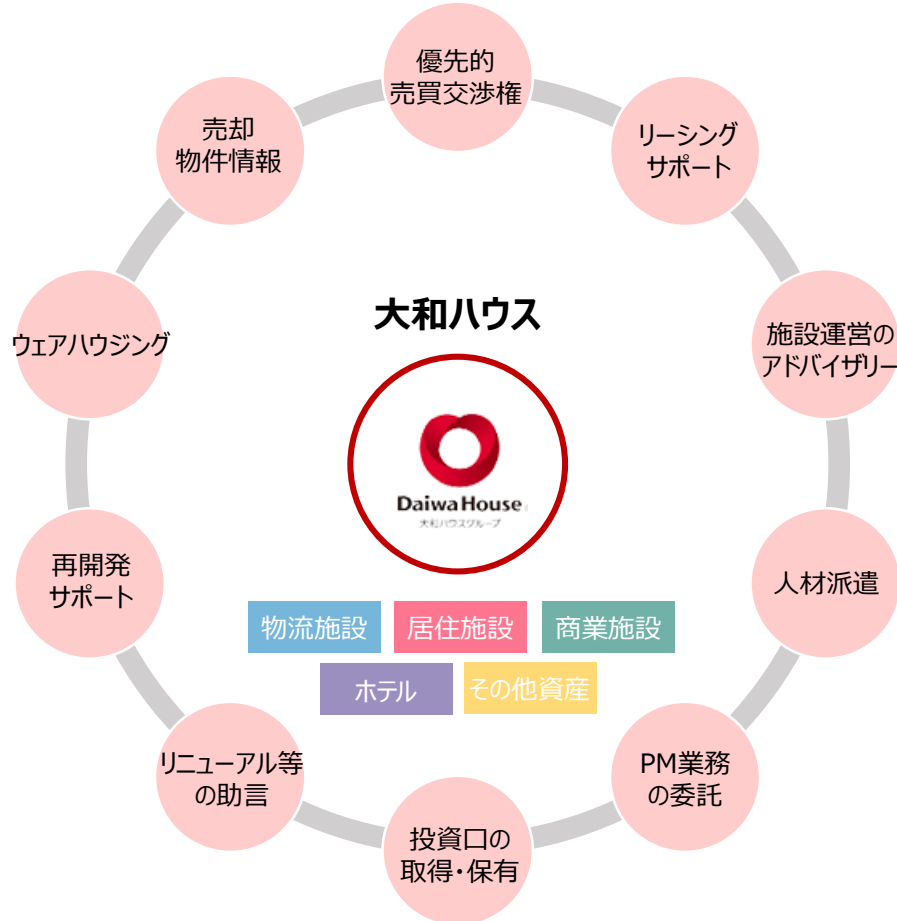 優先的
売買交渉権
リーシング
サポート
施設運営の
アドバイザリー
人材派遣
PM業務
の委託
投資口の
取得・保有
リニューアル等
の助言
再開発
サポート
ウェアハウジング
売却
物件情報
大和ハウス
Daiwa House
大和ハウスグループ
物流施設
居住施設
商業施設
ホテル
その他資産